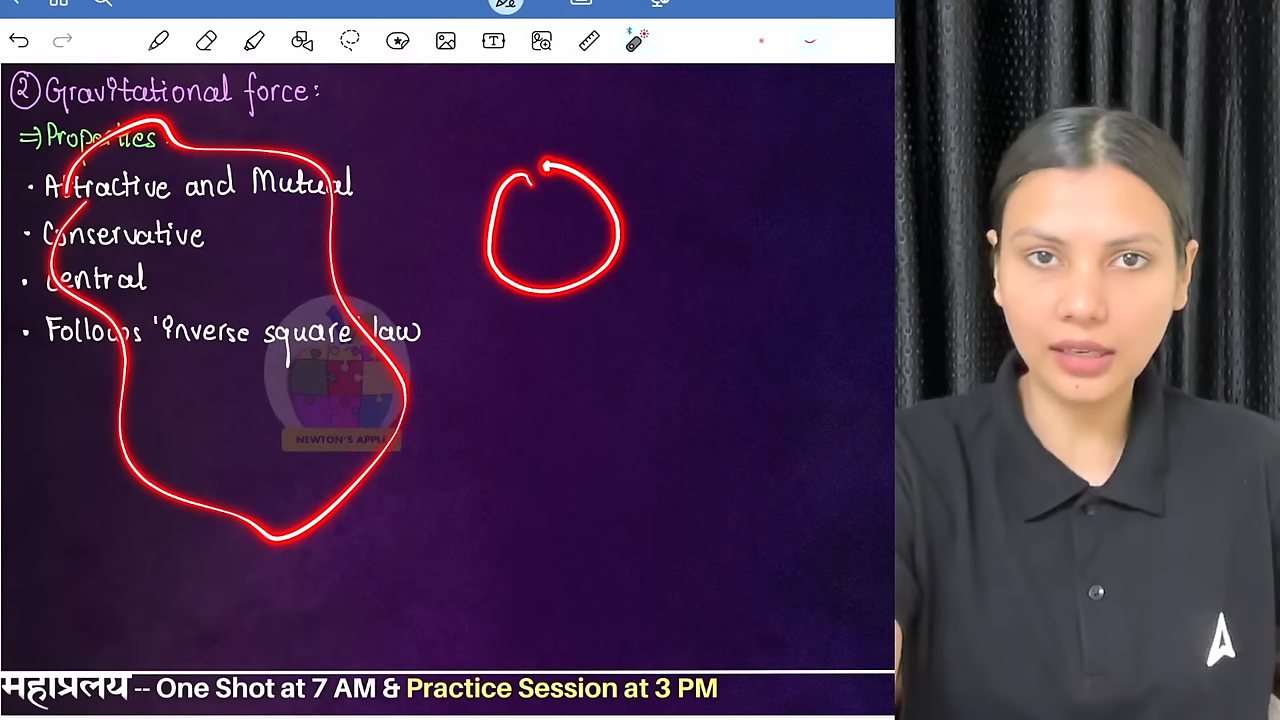 ② Gravitational force:
⇒ Properties:
· Attractive and Mutual
· Conservative
· Central
· Follows 'inverse square' law
NEWTON'S APPLE
महाप्रलय -- One Shot at 7 AM & Practice Session at 3 PM